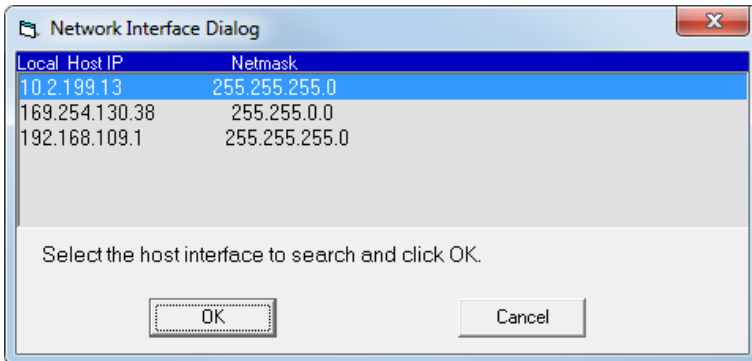 Network Interface Dialog
Local Host IP Netmask
10.2.199.13 255.255.255.0
169.254.130.38 255.255.0.0
192.168.109.1 255.255.255.0
Select the host interface to search and click OK.
OK Cancel